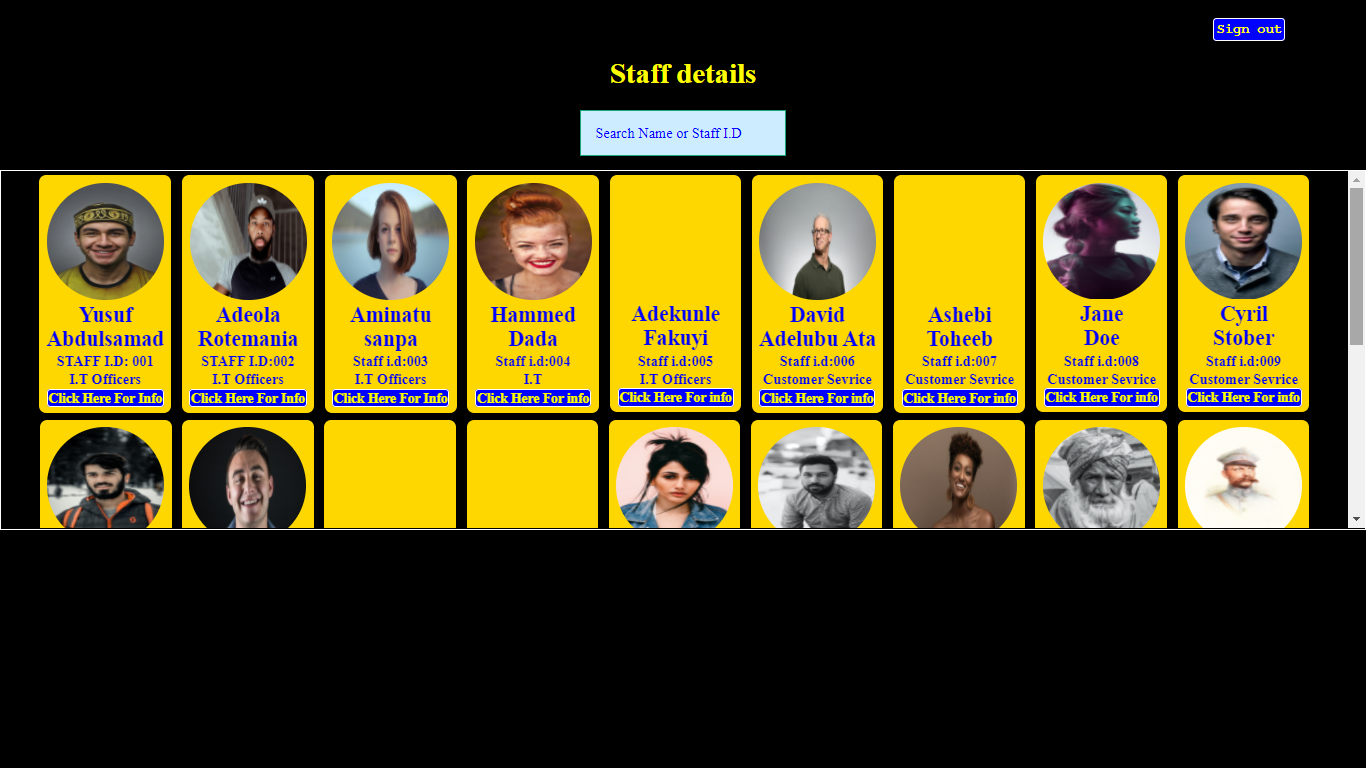 Sign out
Staff details
Search Name or Staff I.D
Yusuf
Abdulsamad
STAFF I.D: 001
I.T Officers
Click Here For Info
Adeola
Rotemania
STAFF I.D:002
I.T Officers
Click Here For Info
Aminatu
sanpa
Staff i.d:003
I.T Officers
Click Here For Info
Hammed
Dada
Staff i.d:004
I.T
Click Here For info
Adekunle
Fakuyi
Staff i.d:005
I.T Officers
Click Here For info
David
Adelubu Ata
Staff i.d:006
Customer Sevrice
Click Here For info
Ashebi
Toheeb
Staff i.d:007
Customer Sevrice
Click Here For info
Jane
Doe
Staff i.d:008
Customer Sevrice
Click Here For info
Cyril
Stober
Staff i.d:009
Customer Sevrice
Click Here For info